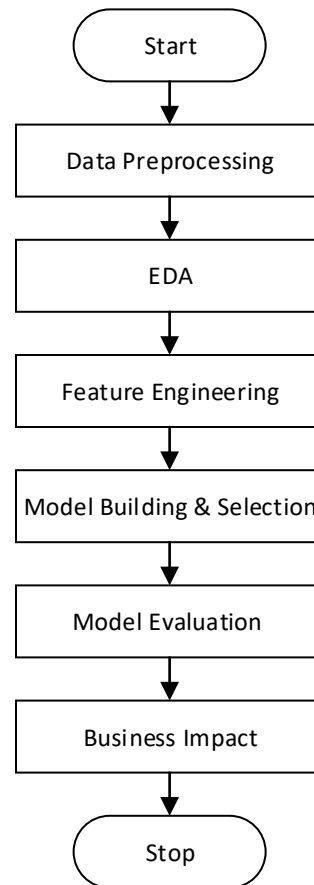 Start
Data Preprocessing
EDA
Feature Engineering
Model Building & Selection
Model Evaluation
Business Impact
Stop